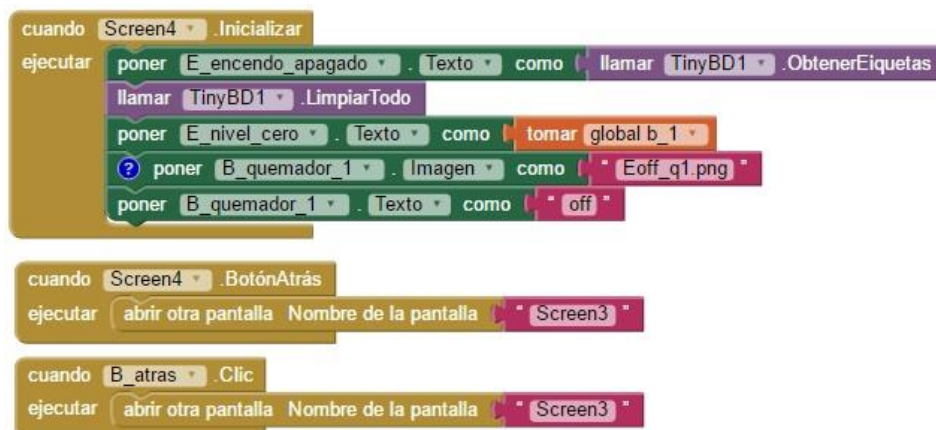 cuando Screen4 .Inicializar
ejecutar poner E_encendo_apagado . Texto como llamar TinyBD1 .ObtenerEiquetas
llamar TinyBD1 .LimpiarTodo
poner E_nivel_cero . Texto como tomar global b_1
? poner B_quemador_1 . Imagen como " Eoff_q1.png "
poner B_quemador_1 . Texto como " off "
cuando Screen4 .BotónAtrás
ejecutar abrir otra pantalla Nombre de la pantalla " Screen3 "
cuando B_atras .Clic
ejecutar abrir otra pantalla Nombre de la pantalla " Screen3 "